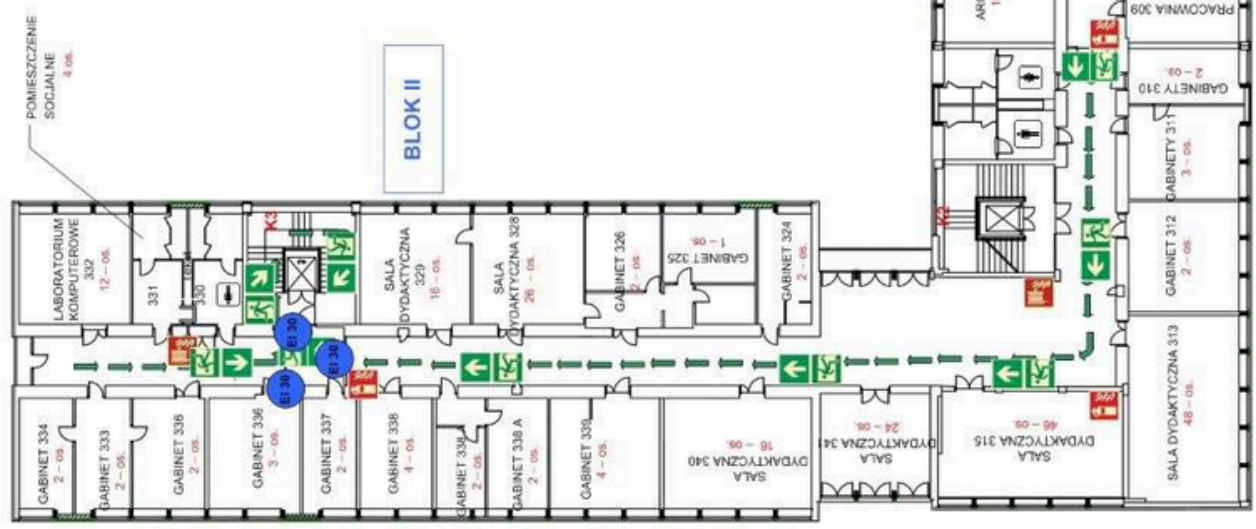 POMIESZCZENIE
SOCJALNE
4 os.
BLOK II
LABORATORIUM
KOMPUTEROWE
332
12 – os.
331
330
K3
SALA
DYDAKTYCZNA
329
16 – os.
SALA
DYDAKTYCZNA 328
26 – os.
GABINET 326
2 – os.
GABINET 325
1 – os.
GABINET 324
2 – os.
K2
PRACOWNIA 309
GABINETY 310
2 – os.
GABINETY 311
3 – os.
GABINET 312
2 – os.
SALA DYDAKTYCZNA 313
48 – os.
EI 30
EI 30
EI 30
GABINET 334
2 – os.
GABINET 333
2 – os.
GABINET 336
2 – os.
GABINET 336
3 – os.
GABINET 337
2 – os.
GABINET 338
4 – os.
GABINET 338
2 – os.
GABINET 338 A
2 – os.
GABINET 339
4 – os.
SALA
DYDAKTYCZNA 340
16 – os.
SALA
DYDAKTYCZNA 341
24 – os.
SALA
DYDAKTYCZNA 315
46 – os.